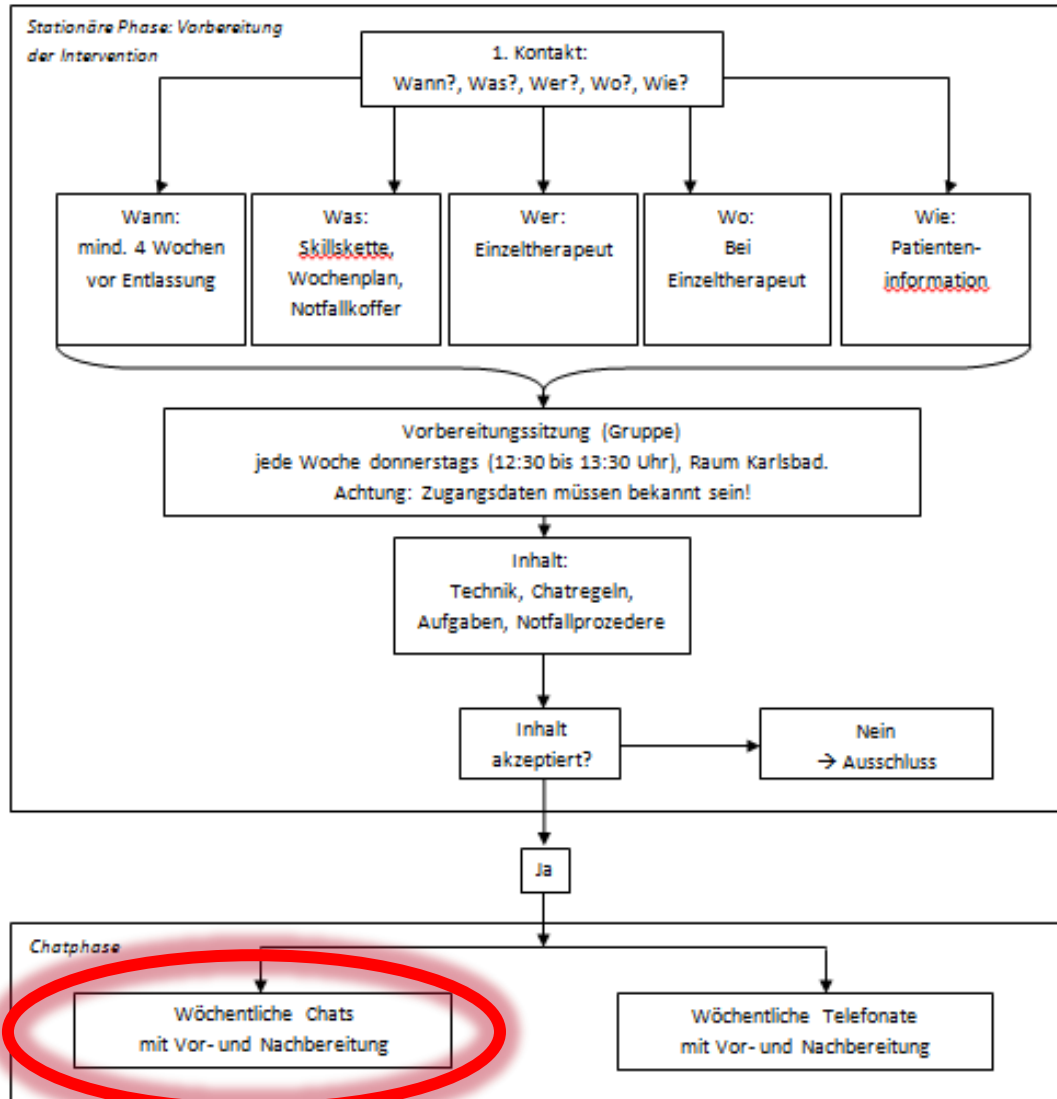 Stationäre Phase: Vorbereitung
der Intervention
1. Kontakt:
Wann?, Was?, Wer?, Wo?, Wie?
Wann:
mind. 4 Wochen
vor Entlassung
Was:
Skillskette,
Wochenplan,
Notfallkoffer
Wer:
Einzeltherapeut
Wo:
Bei
Einzeltherapeut
Wie:
Patienten-
information
Vorbereitungssitzung (Gruppe)
jede Woche donnerstags (12:30 bis 13:30 Uhr), Raum Karlsbad.
Achtung: Zugangsdaten müssen bekannt sein!
Inhalt:
Technik, Chatregeln,
Aufgaben, Notfallprozedere
Inhalt
akzeptiert?
Nein
→ Ausschluss
Ja
Chatphase
Wöchentliche Chats
mit Vor- und Nachbereitung
Wöchentliche Telefonate
mit Vor- und Nachbereitung